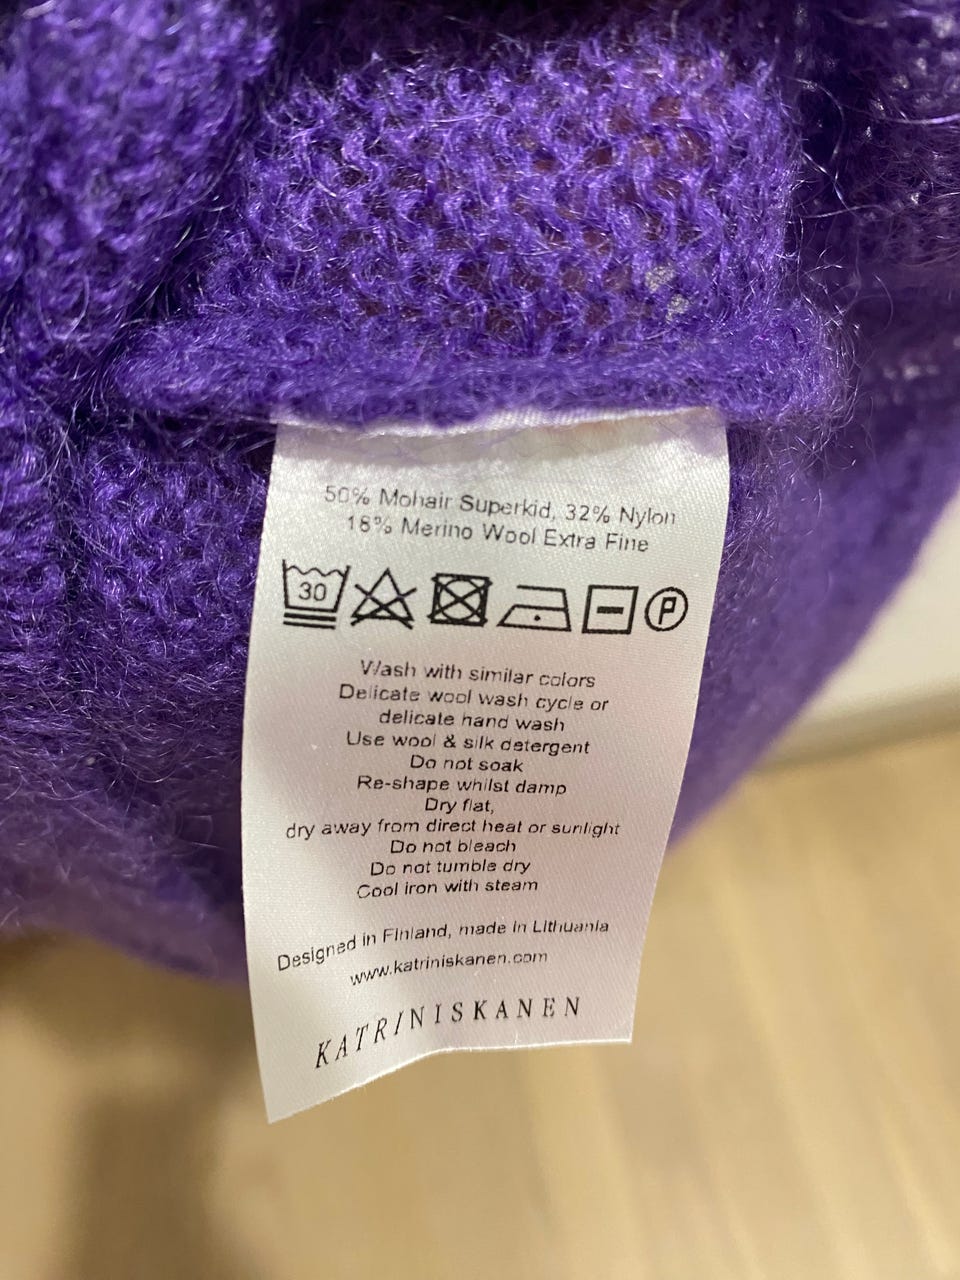 50% Mohair Superkid, 32% Nylon
18% Merino Wool Extra Fine
30
P
Wash with similar colors
Delicate wool wash cycle or
delicate hand wash
Use wool & silk detergent
Do not soak
Re-shape whilst damp
Dry flat,
dry away from direct heat or sunlight
Do not bleach
Do not tumble dry
Cool iron with steam
Designed in Finland, made in Lithuania
www.katriniskanen.com
KATRINISKANEN